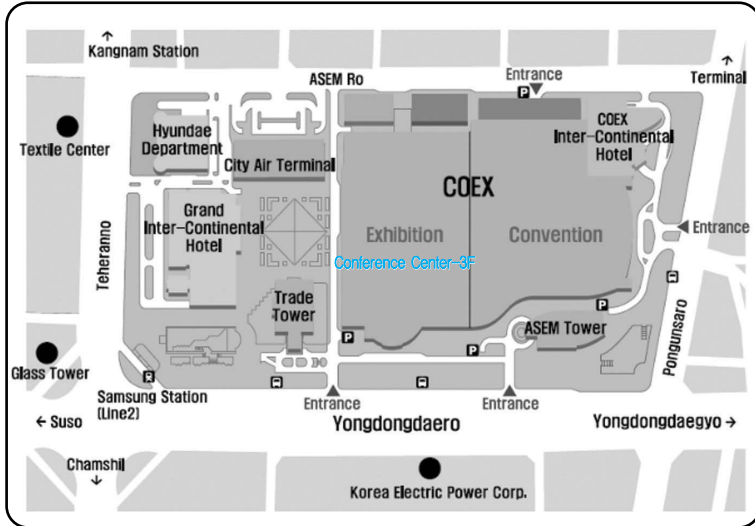 Kangnam Station
ASEM Ro
Entrance
Terminal
Textile Center
Hyundae
Department
City Air Terminal
COEX
Inter-Continental
Hotel
COEX
Grand
Inter-Continental
Hotel
Exhibition
Convention
Entrance
Conference Center-3F
Teheranno
Trade
Tower
ASEM Tower
Pongunsaro
P
P
P
P
Glass Tower
Samsung Station
(Line2)
← Suso
Entrance
Entrance
Yongdongdaero
Yongdongdaegyo →
Chamshil
Korea Electric Power Corp.